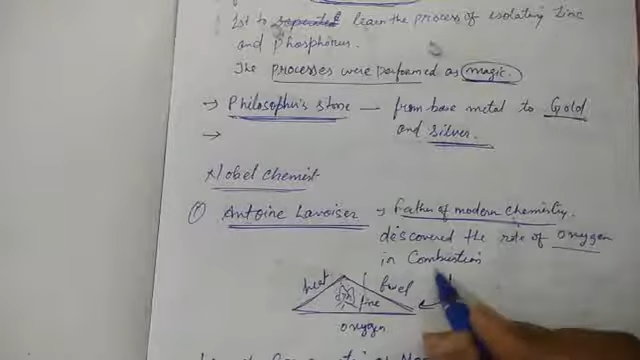 1st to learn the process of isolating zinc
and phosphorus.
The processes were performed as magic.
→ Philosopher's stone — from base metal to Gold
→ and silver.
Nobel chemist
① Antoine Lavoiser → Father of modern chemistry.
discovered the role of oxygen
in Combustion
heat fuel
fire
oxygen